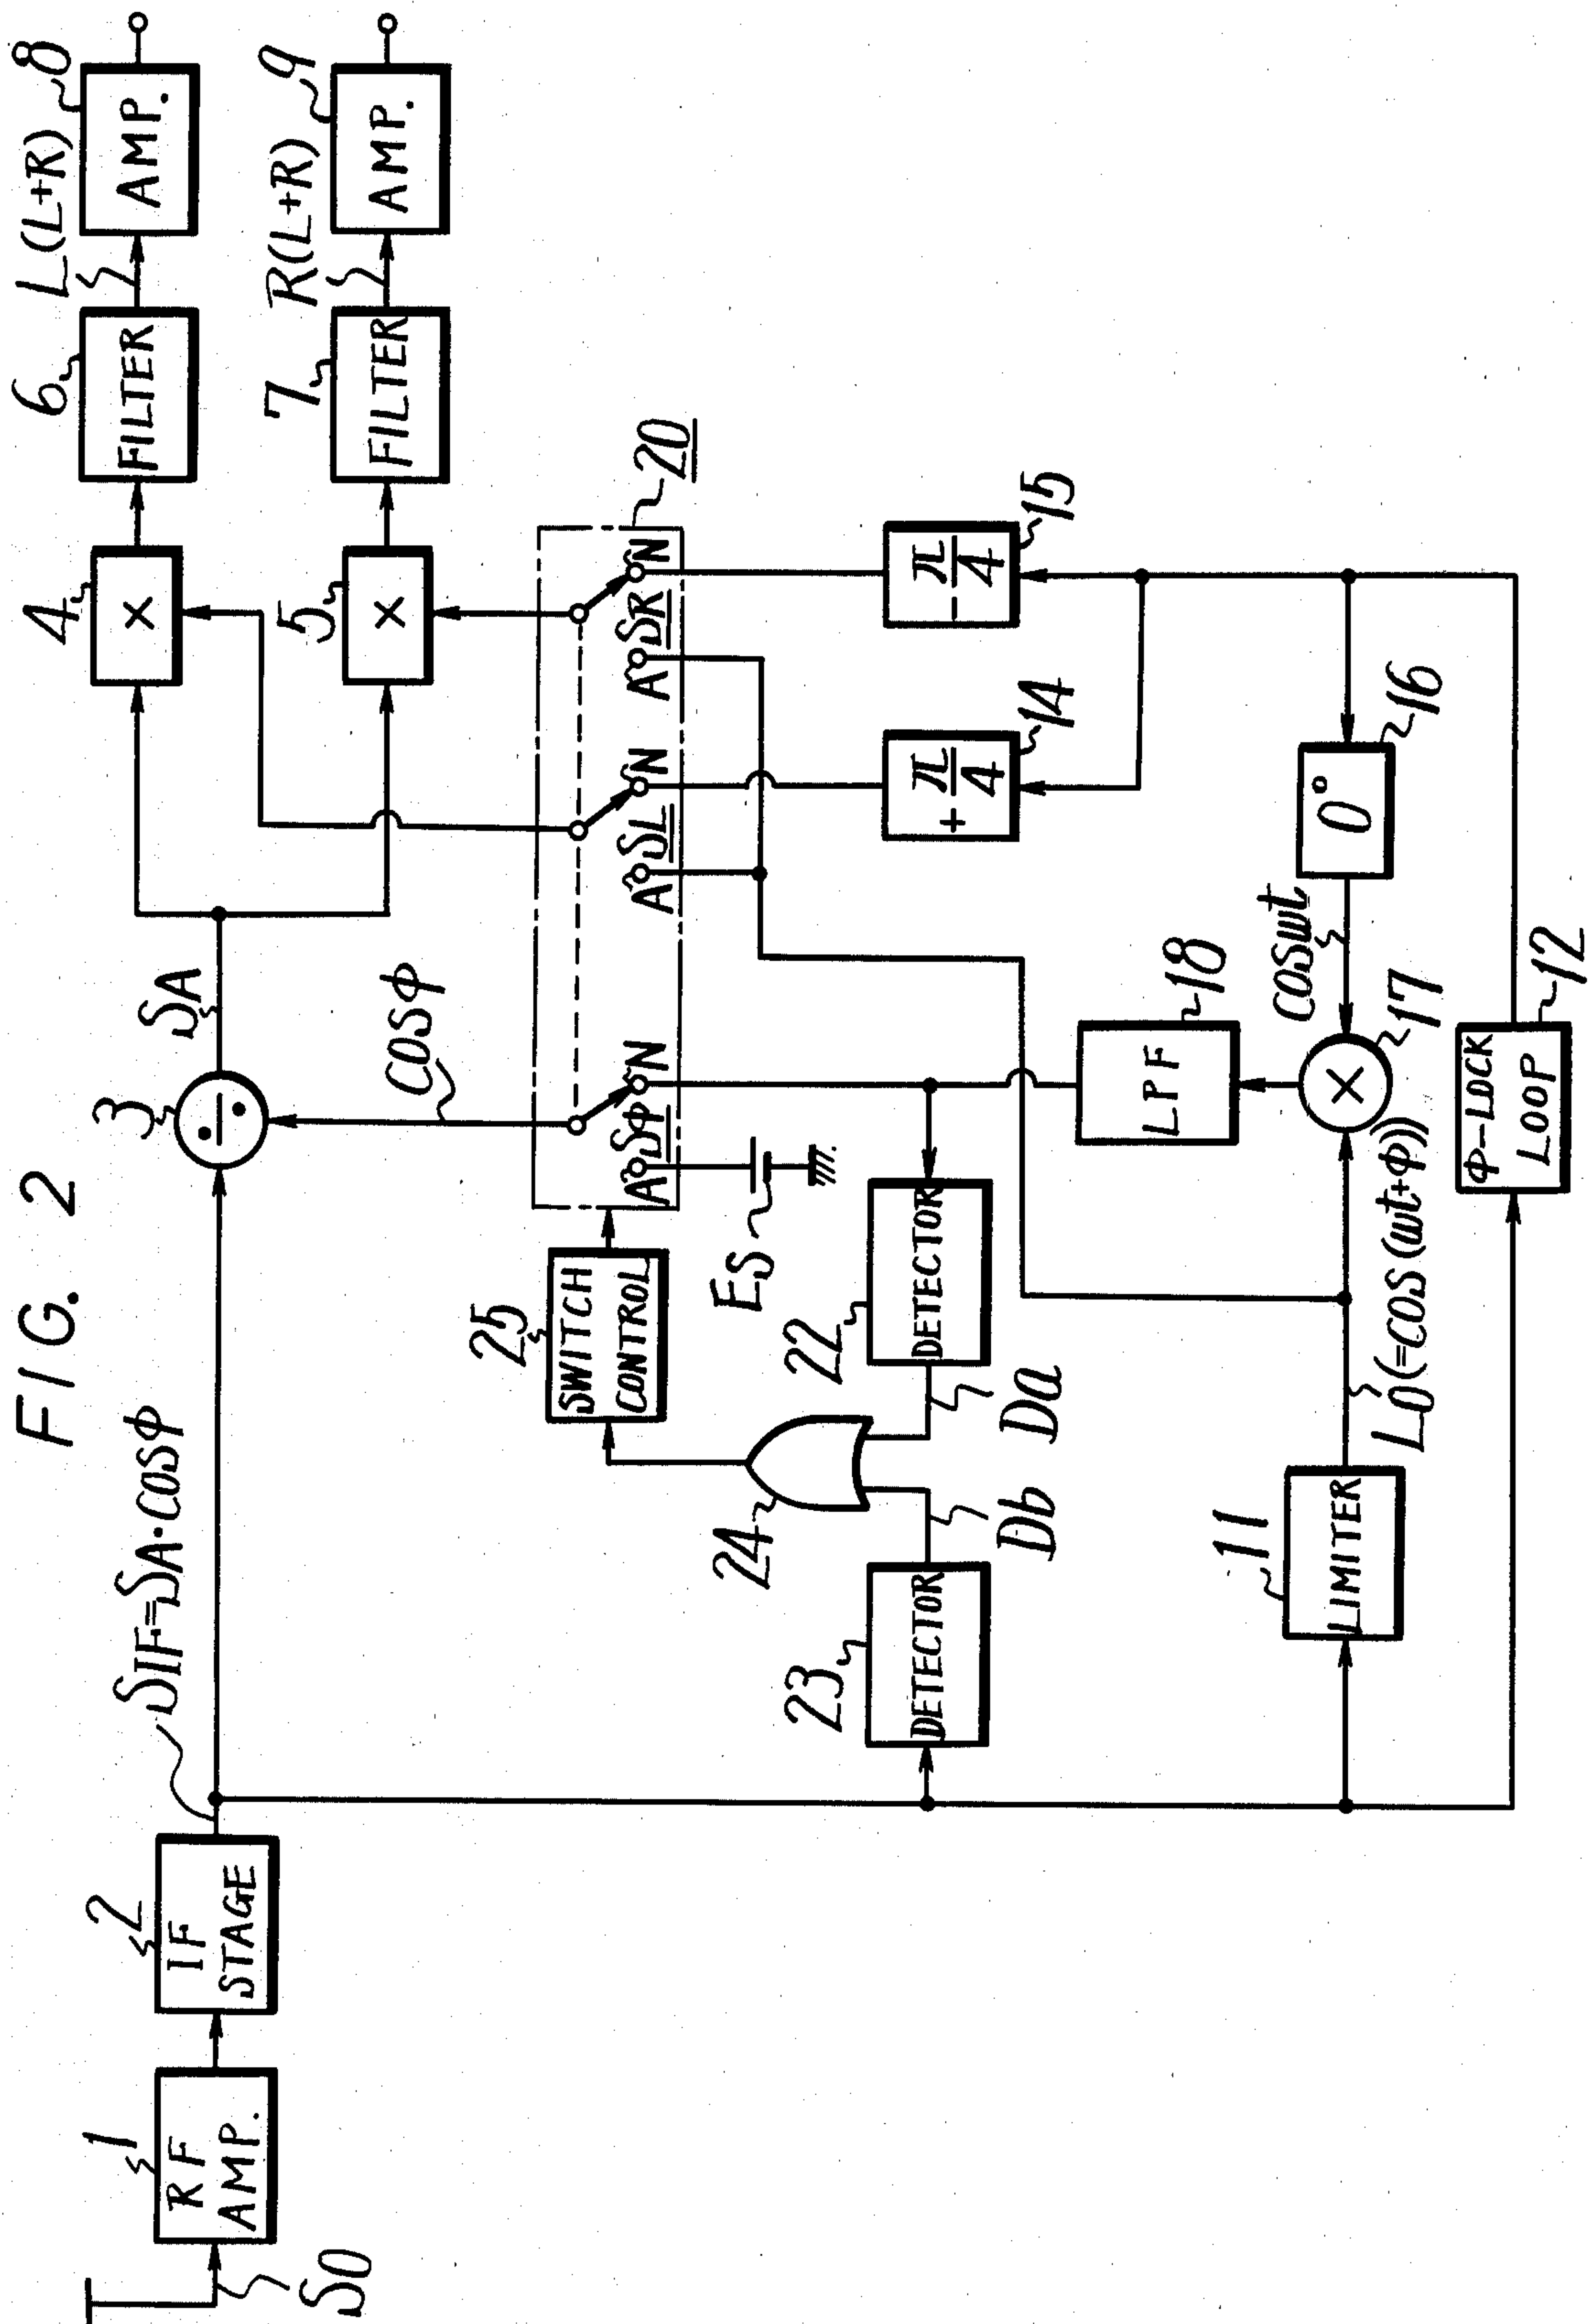 FIG. 2
1
RF
AMP.
S0
2
IF
STAGE
SIF=SA·COSφ
3
÷
SA
COSφ
4
×
5
×
6
FILTER
7
FILTER
L(L+R)
R(L+R)
8
AMP.
9
AMP.
25
SWITCH
CONTROL
A Sφ N
A SL N
A SR N
20
ES
24
23
DETECTOR
Db
22
DETECTOR
Da
+π/4
14
-π/4
15
18
LPF
11
LIMITER
L0(=COS(ωt+φ))
×
17
COSωt
0°
16
φ-LOCK
LOOP
12